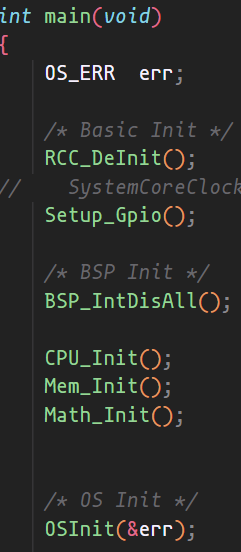 int main(void)
{
OS_ERR  err;
/* Basic Init */
RCC_DeInit();
//    SystemCoreClock
Setup_Gpio();
/* BSP Init */
BSP_IntDisAll();
CPU_Init();
Mem_Init();
Math_Init();
/* OS Init */
OSInit(&err);